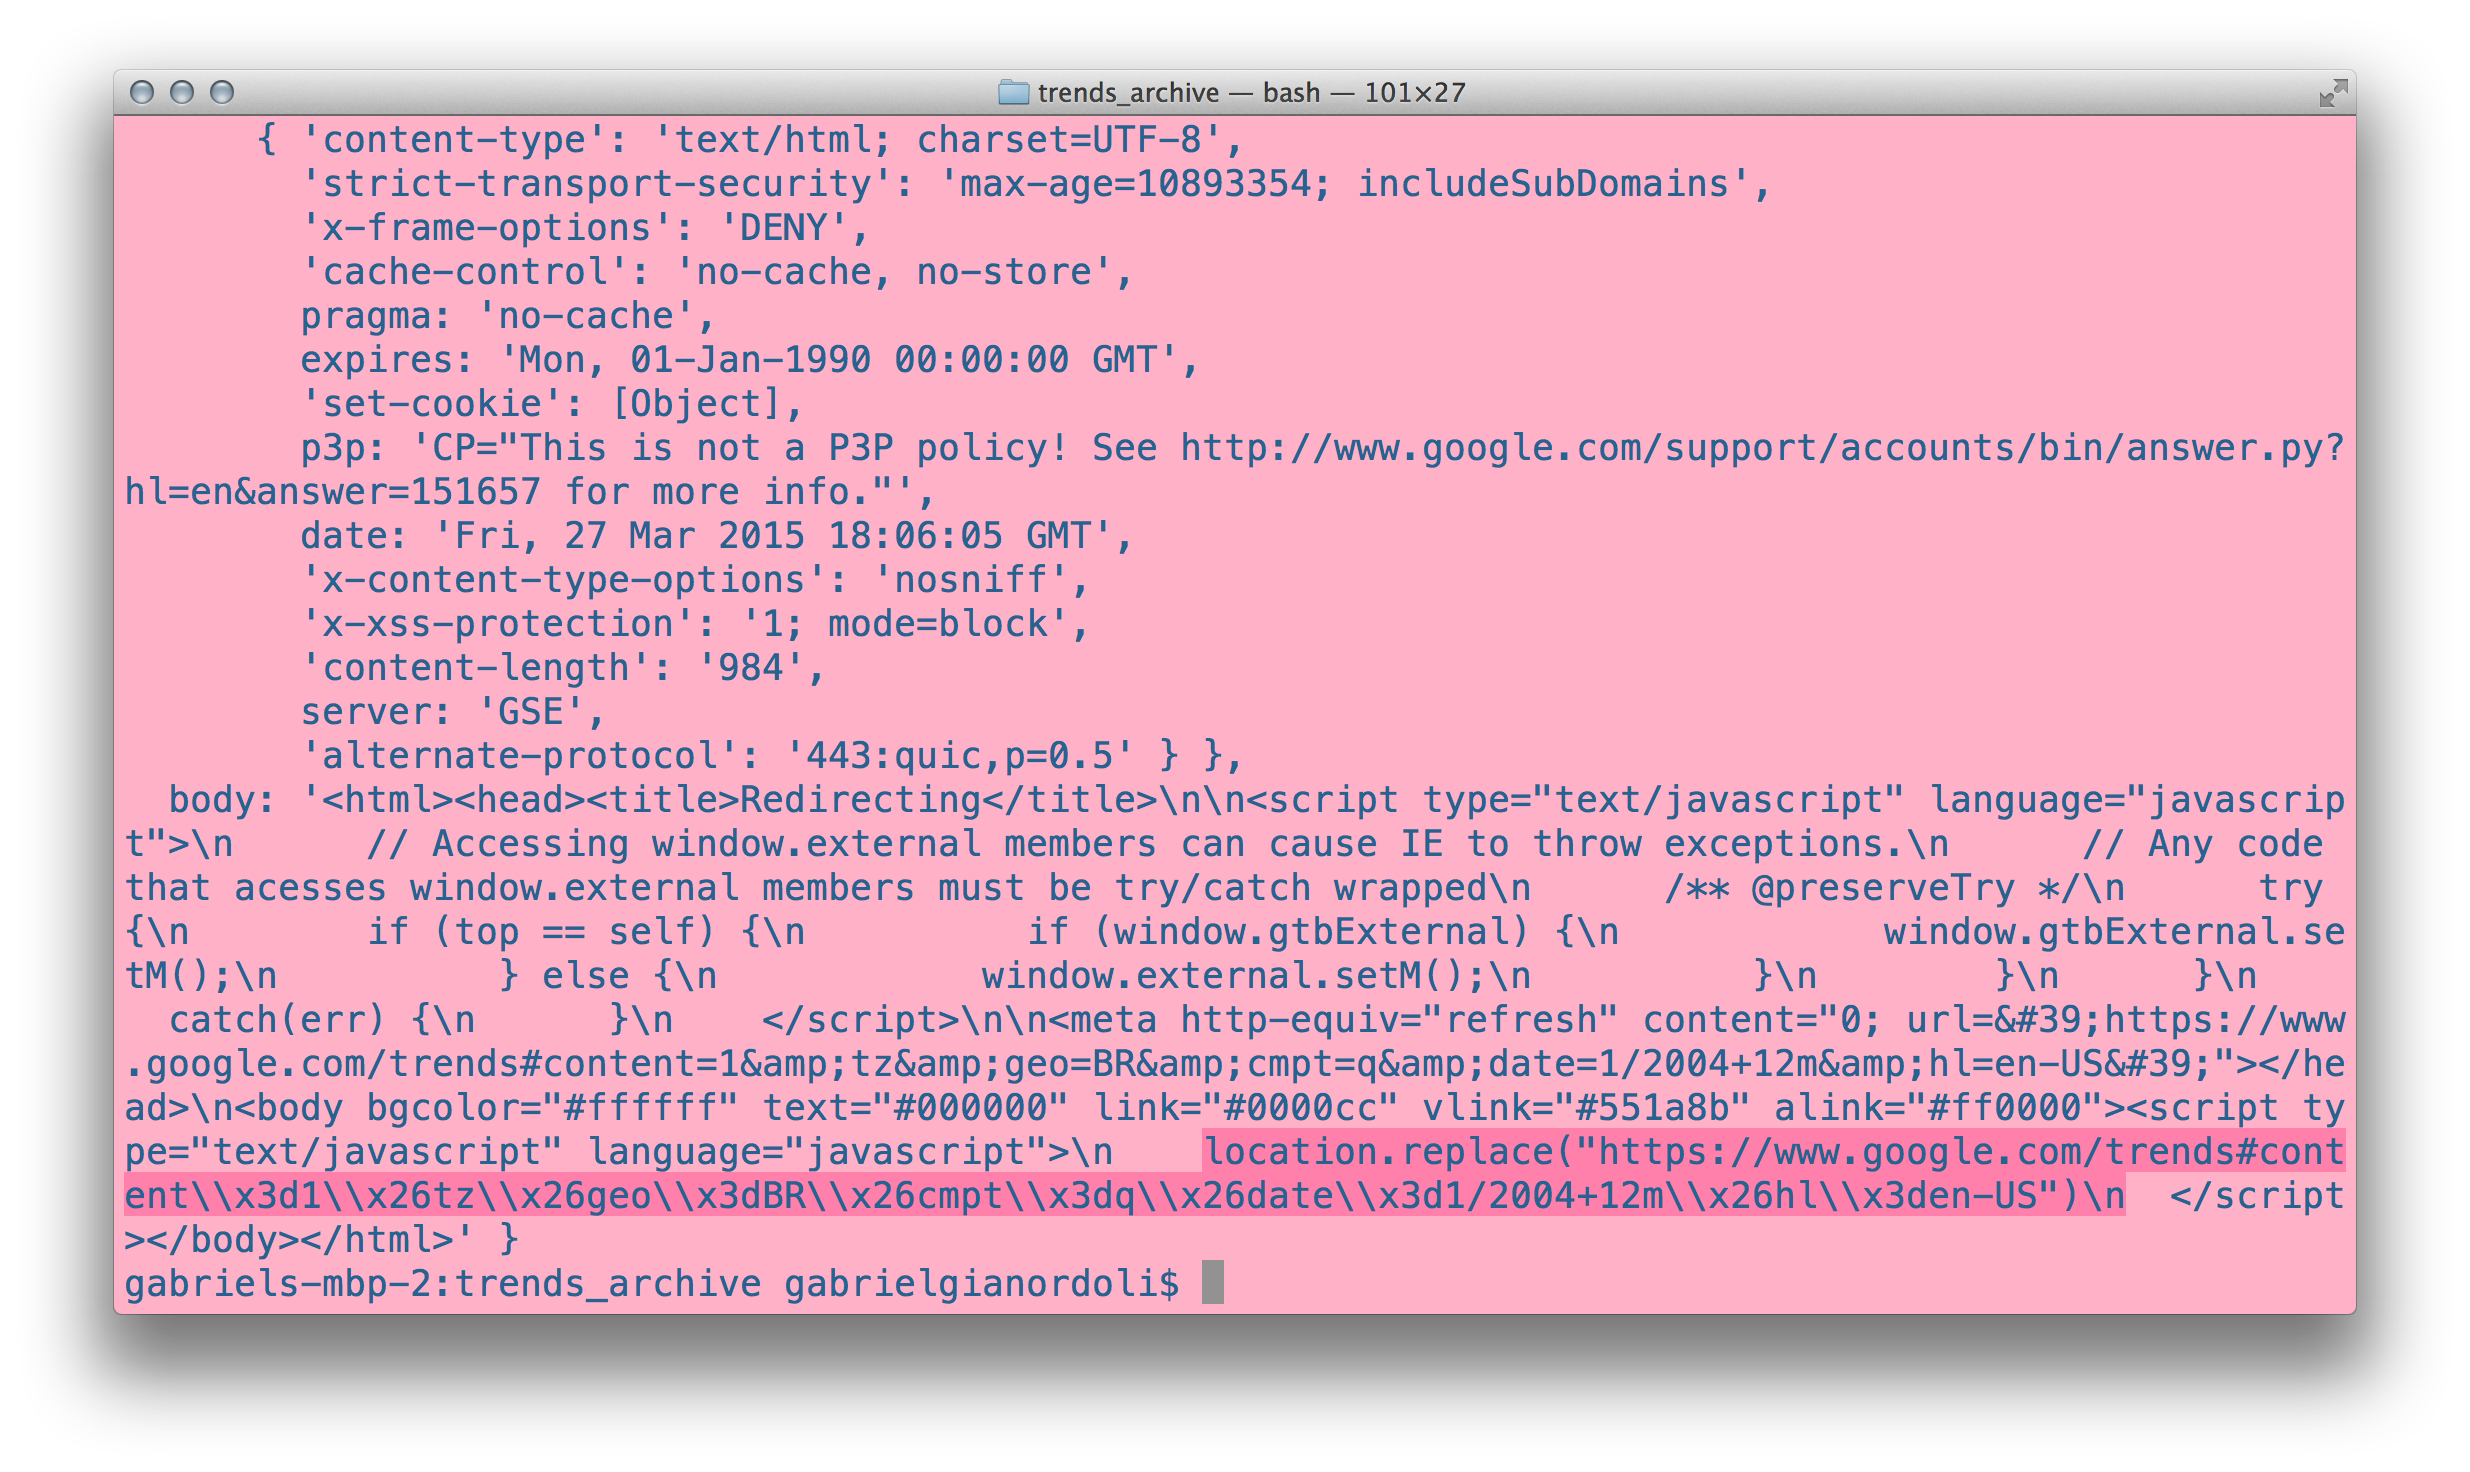 trends_archive — bash — 101×27
{ 'content-type': 'text/html; charset=UTF-8',
'strict-transport-security': 'max-age=10893354; includeSubDomains',
'x-frame-options': 'DENY',
'cache-control': 'no-cache, no-store',
pragma: 'no-cache',
expires: 'Mon, 01-Jan-1990 00:00:00 GMT',
'set-cookie': [Object],
p3p: 'CP="This is not a P3P policy! See http://www.google.com/support/accounts/bin/answer.py?
hl=en&answer=151657 for more info."',
date: 'Fri, 27 Mar 2015 18:06:05 GMT',
'x-content-type-options': 'nosniff',
'x-xss-protection': '1; mode=block',
'content-length': '984',
server: 'GSE',
'alternate-protocol': '443:quic,p=0.5' } },
body: '<html><head><title>Redirecting</title>\n\n<script type="text/javascript" language="javascrip
t">\n      // Accessing window.external members can cause IE to throw exceptions.\n      // Any code
that acesses window.external members must be try/catch wrapped\n      /** @preserveTry */\n      try
{\n        if (top == self) {\n          if (window.gtbExternal) {\n            window.gtbExternal.se
tM();\n          } else {\n            window.external.setM();\n          }\n        }\n      }\n
catch(err) {\n      }\n    </script>\n\n<meta http-equiv="refresh" content="0; url=&#39;https://www
.google.com/trends#content=1&amp;tz&amp;geo=BR&amp;cmpt=q&amp;date=1/2004+12m&amp;hl=en-US&#39;"></he
ad>\n<body bgcolor="#ffffff" text="#000000" link="#0000cc" vlink="#551a8b" alink="#ff0000"><script ty
pe="text/javascript" language="javascript">\n    location.replace("https://www.google.com/trends#cont
ent\\x3d1\\x26tz\\x26geo\\x3dBR\\x26cmpt\\x3dq\\x26date\\x3d1/2004+12m\\x26hl\\x3den-US")\n  </script
></body></html>' }
gabriels-mbp-2:trends_archive gabrielgianordoli$